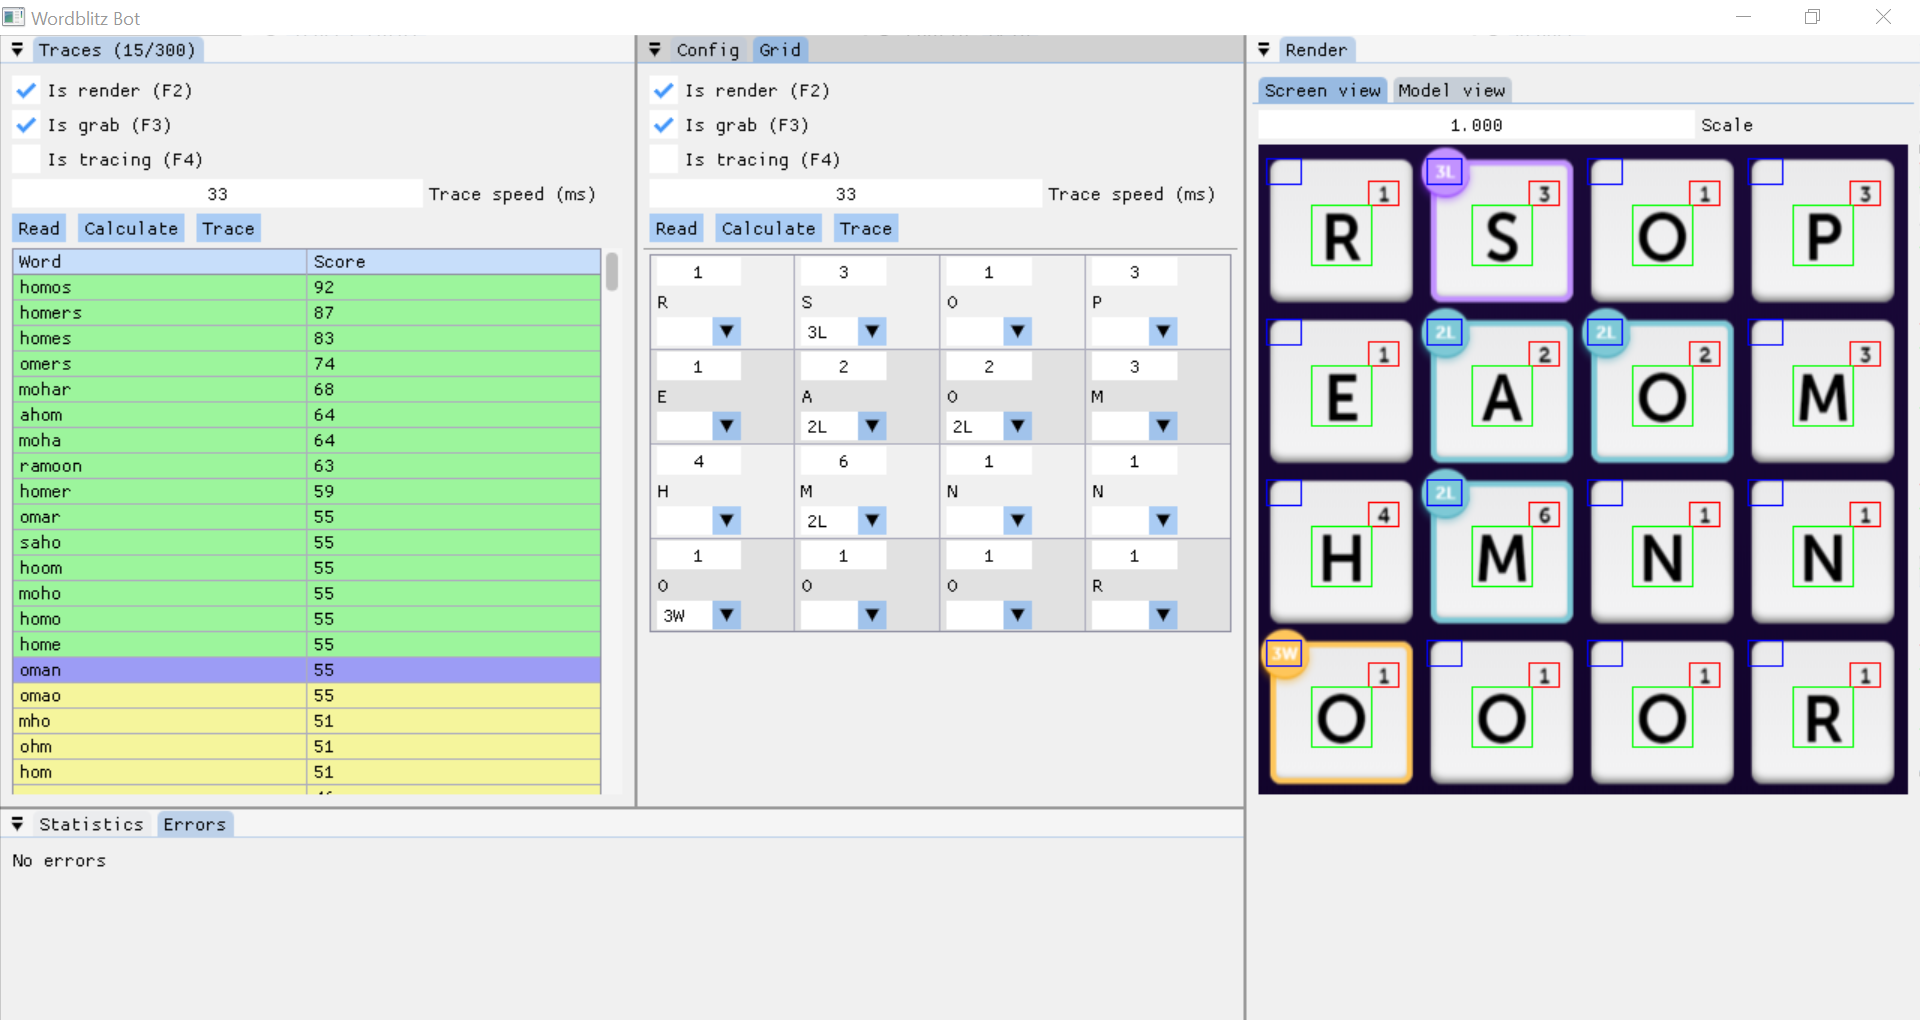 Wordblitz Bot
Traces (15/300)
Is render (F2)
Is grab (F3)
Is tracing (F4)
33 Trace speed (ms)
Read Calculate Trace
Word Score
homos 92
homers 87
homes 83
omers 74
mohar 68
ahom 64
moha 64
ramoon 63
homer 59
omar 55
saho 55
hoom 55
moho 55
homo 55
home 55
oman 55
omao 55
mho 51
ohm 51
hom 51
Config Grid
Is render (F2)
Is grab (F3)
Is tracing (F4)
33 Trace speed (ms)
Read Calculate Trace
1 3 1 3
R S O P
3L
1 2 2 3
E A O M
2L 2L
4 6 1 1
H M N N
2L
1 1 1 1
O O O R
3W
Render
Screen view Model view
1.000 Scale
3L
1 3 1 3
R S O P
2L 2L
1 2 2 3
E A O M
2L
4 6 1 1
H M N N
3W
1 1 1 1
O O O R
Statistics Errors
No errors